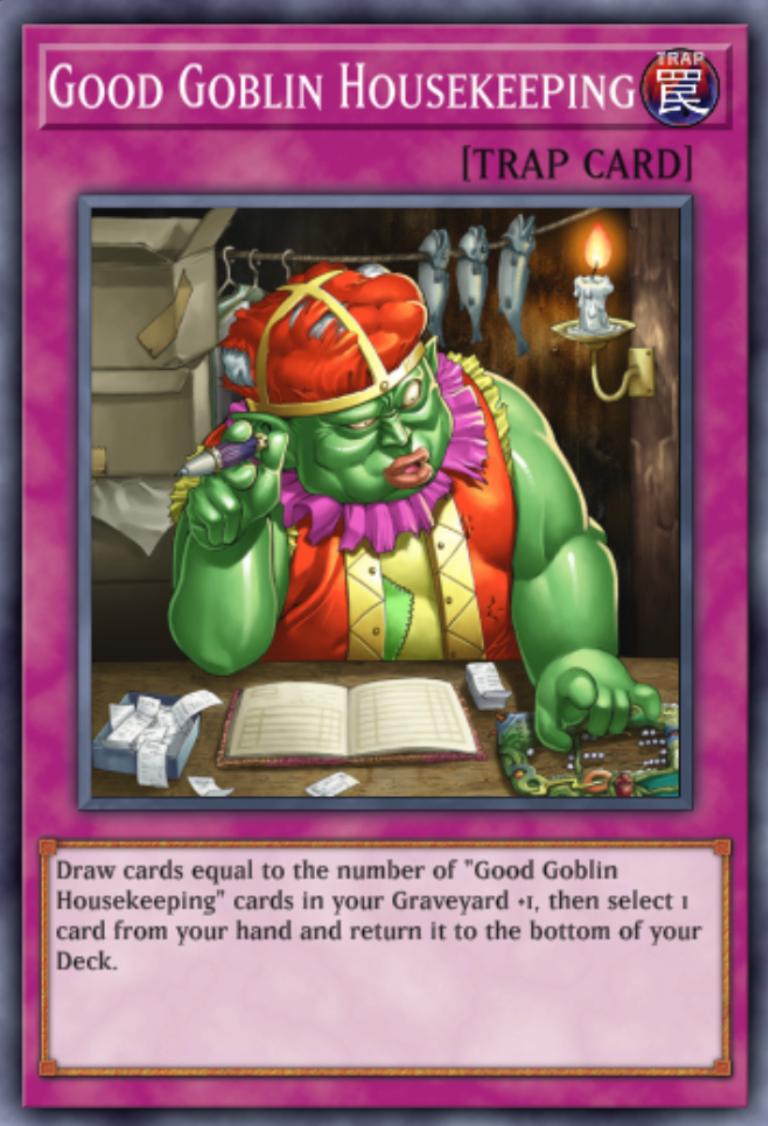 Good Goblin Housekeeping
TRAP
罠
[TRAP CARD]
Draw cards equal to the number of "Good Goblin
Housekeeping" cards in your Graveyard +1, then select 1
card from your hand and return it to the bottom of your
Deck.